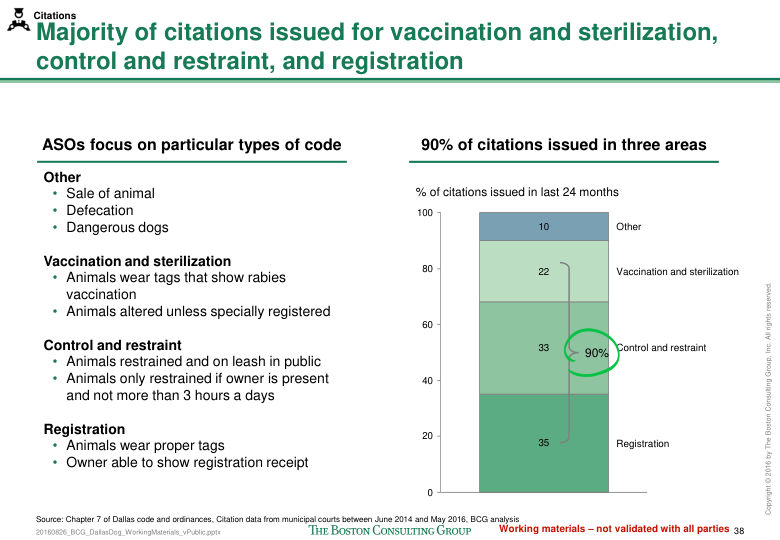 Citations
Majority of citations issued for vaccination and sterilization,
control and restraint, and registration
ASOs focus on particular types of code
Other
• Sale of animal
• Defecation
• Dangerous dogs
Vaccination and sterilization
• Animals wear tags that show rabies
vaccination
• Animals altered unless specially registered
Control and restraint
• Animals restrained and on leash in public
• Animals only restrained if owner is present
and not more than 3 hours a days
Registration
• Animals wear proper tags
• Owner able to show registration receipt
90% of citations issued in three areas
% of citations issued in last 24 months
100
80
60
40
20
0
10
Other
22
Vaccination and sterilization
33
90%
Control and restraint
35
Registration
Source: Chapter 7 of Dallas code and ordinances, Citation data from municipal courts between June 2014 and May 2016, BCG analysis
20160826_BCG_DallasDog_WorkingMaterials_vPublic.pptx
THE BOSTON CONSULTING GROUP
Working materials – not validated with all parties
38
Copyright © 2016 by The Boston Consulting Group, Inc. All rights reserved.